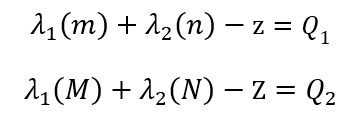 λ₁(m) + λ₂(n) − z = Q₁
λ₁(M) + λ₂(N) − Z = Q₂